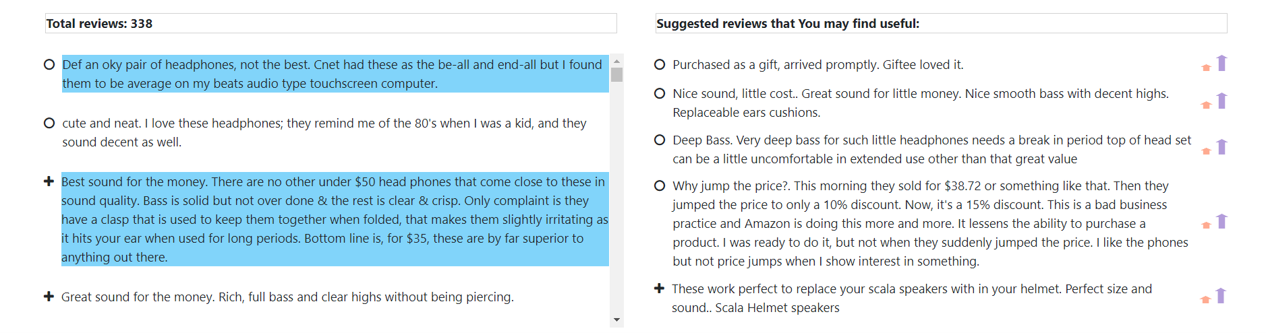 Total reviews: 338
Def an oky pair of headphones, not the best. Cnet had these as the be-all and end-all but I found
them to be average on my beats audio type touchscreen computer.
cute and neat. I love these headphones; they remind me of the 80's when I was a kid, and they
sound decent as well.
Best sound for the money. There are no other under $50 head phones that come close to these in
sound quality. Bass is solid but not over done & the rest is clear & crisp. Only complaint is they
have a clasp that is used to keep them together when folded, that makes them slightly irritating as
it hits your ear when used for long periods. Bottom line is, for $35, these are by far superior to
anything out there.
Great sound for the money. Rich, full bass and clear highs without being piercing.
Suggested reviews that You may find useful:
Purchased as a gift, arrived promptly. Giftee loved it.
Nice sound, little cost.. Great sound for little money. Nice smooth bass with decent highs.
Replaceable ears cushions.
Deep Bass. Very deep bass for such little headphones needs a break in period top of head set
can be a little uncomfortable in extended use other than that great value
Why jump the price?. This morning they sold for $38.72 or something like that. Then they
jumped the price to only a 10% discount. Now, it's a 15% discount. This is a bad business
practice and Amazon is doing this more and more. It lessens the ability to purchase a
product. I was ready to do it, but not when they suddenly jumped the price. I like the phones
but not price jumps when I show interest in something.
These work perfect to replace your scala speakers with in your helmet. Perfect size and
sound.. Scala Helmet speakers